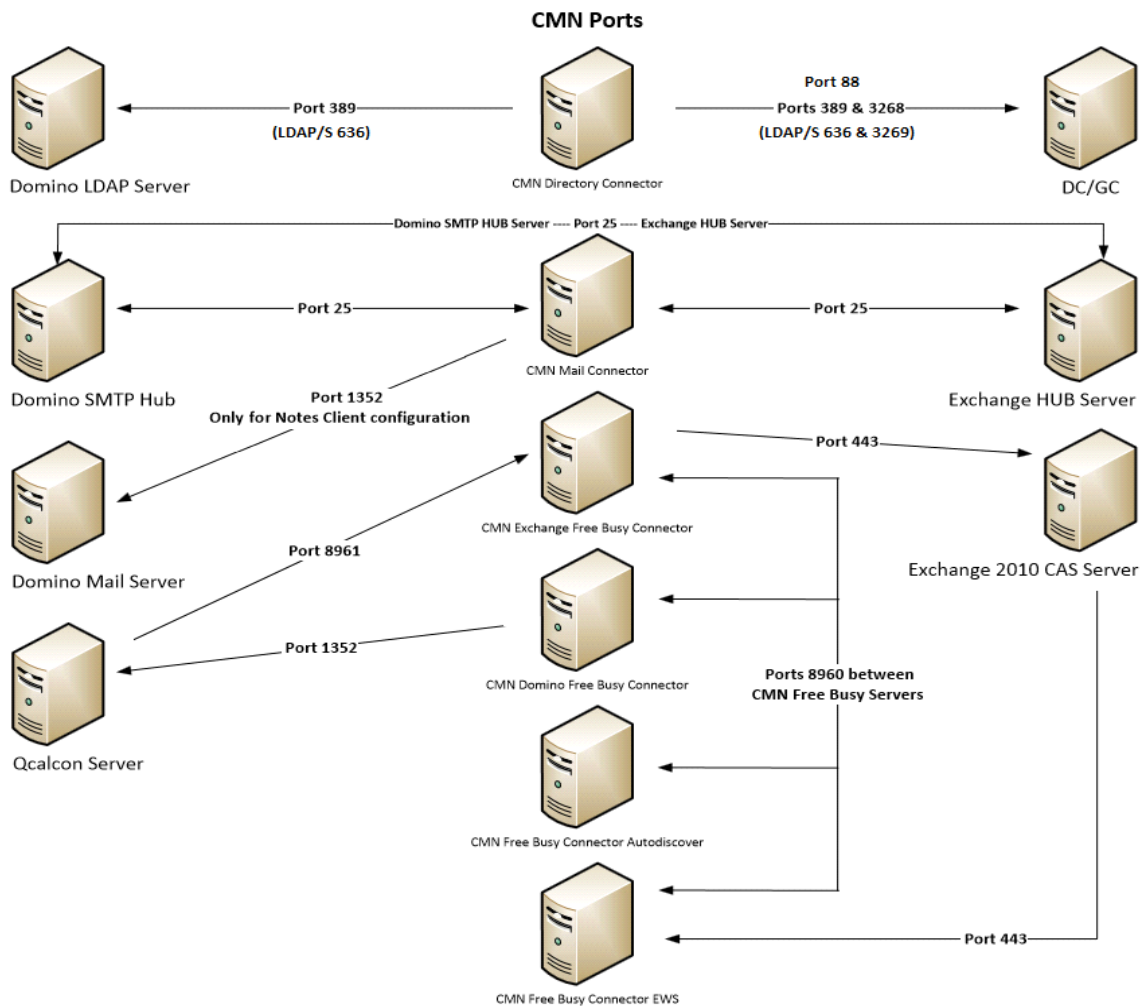 CMN Ports
Port 88
Port 389
Ports 389 & 3268
(LDAP/S 636)
(LDAP/S 636 & 3269)
Domino LDAP Server
CMN Directory Connector
DC/GC
Domino SMTP HUB Server ---- Port 25 ---- Exchange HUB Server
Port 25
Port 25
Domino SMTP Hub
CMN Mail Connector
Exchange HUB Server
Port 1352
Only for Notes Client configuration
Port 443
CMN Exchange Free Busy Connector
Port 8961
Domino Mail Server
Exchange 2010 CAS Server
Port 1352
CMN Domino Free Busy Connector
Ports 8960 between
CMN Free Busy Servers
Qcalcon Server
CMN Free Busy Connector Autodiscover
Port 443
CMN Free Busy Connector EWS